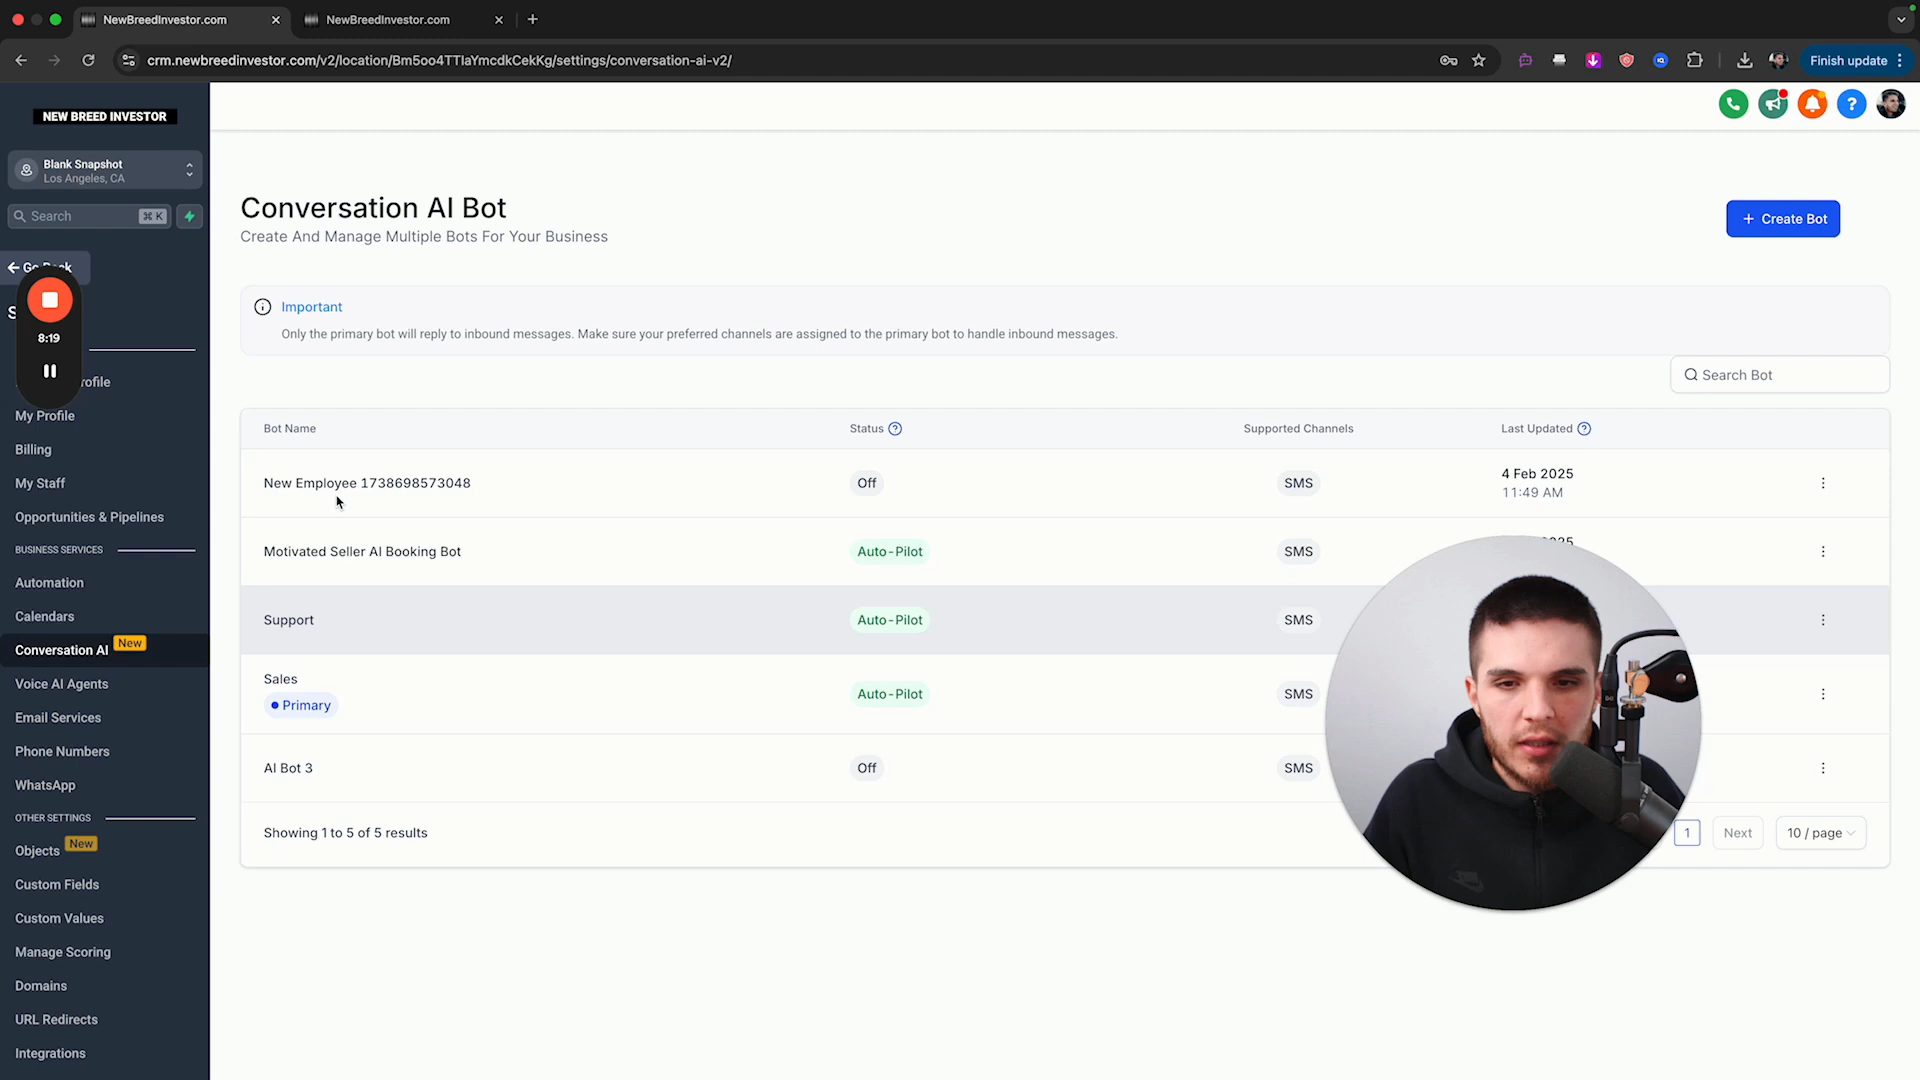 NewBreedInvestor.com
NewBreedInvestor.com
crm.newbreedinvestor.com/v2/location/Bm5oo4TTIaYmcdkCekKg/settings/conversation-ai-v2/
Finish update
NEW BREED INVESTOR
Blank Snapshot
Los Angeles, CA
Search
⌘ K
Go Back
8:19
rofile
My Profile
Billing
My Staff
Opportunities & Pipelines
BUSINESS SERVICES
Automation
Calendars
Conversation AI New
Voice AI Agents
Email Services
Phone Numbers
WhatsApp
OTHER SETTINGS
Objects New
Custom Fields
Custom Values
Manage Scoring
Domains
URL Redirects
Integrations
Conversation AI Bot
Create And Manage Multiple Bots For Your Business
+ Create Bot
Important
Only the primary bot will reply to inbound messages. Make sure your preferred channels are assigned to the primary bot to handle inbound messages.
Search Bot
Bot Name Status Supported Channels Last Updated
New Employee 1738698573048 Off SMS 4 Feb 2025
11:49 AM
Motivated Seller AI Booking Bot Auto-Pilot SMS
Support Auto-Pilot SMS
Sales
Primary Auto-Pilot SMS
AI Bot 3 Off SMS
Showing 1 to 5 of 5 results
1 Next 10 / page